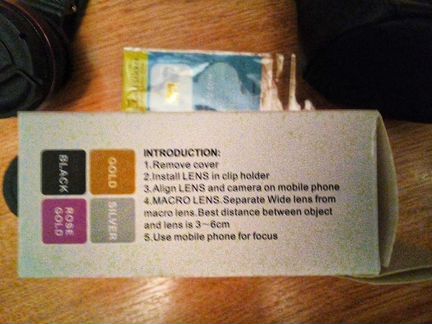 INTRODUCTION:
1.Remove cover
2.Install LENS in clip holder
3.Align LENS and camera on mobile phone
4.MACRO LENS.Separate Wide lens from
macro lens.Best distance between object
and lens is 3~6cm
5.Use mobile phone for focus
BLACK
GOLD
ROSE
GOLD
SILVER